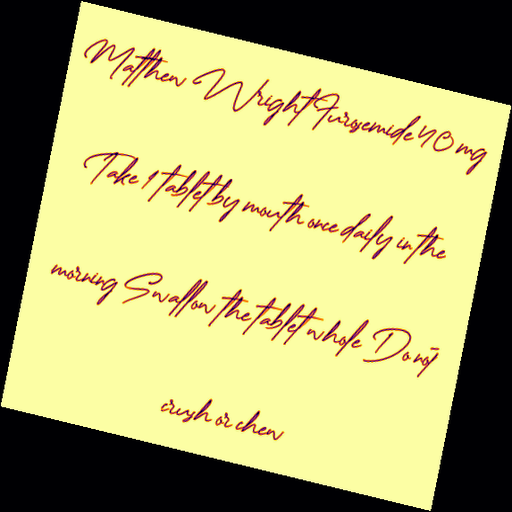 Matthew Wright Furosemide 40 mg
Take 1 tablet by mouth once daily in the
morning Swallow the tablet whole Do not
crush or chew